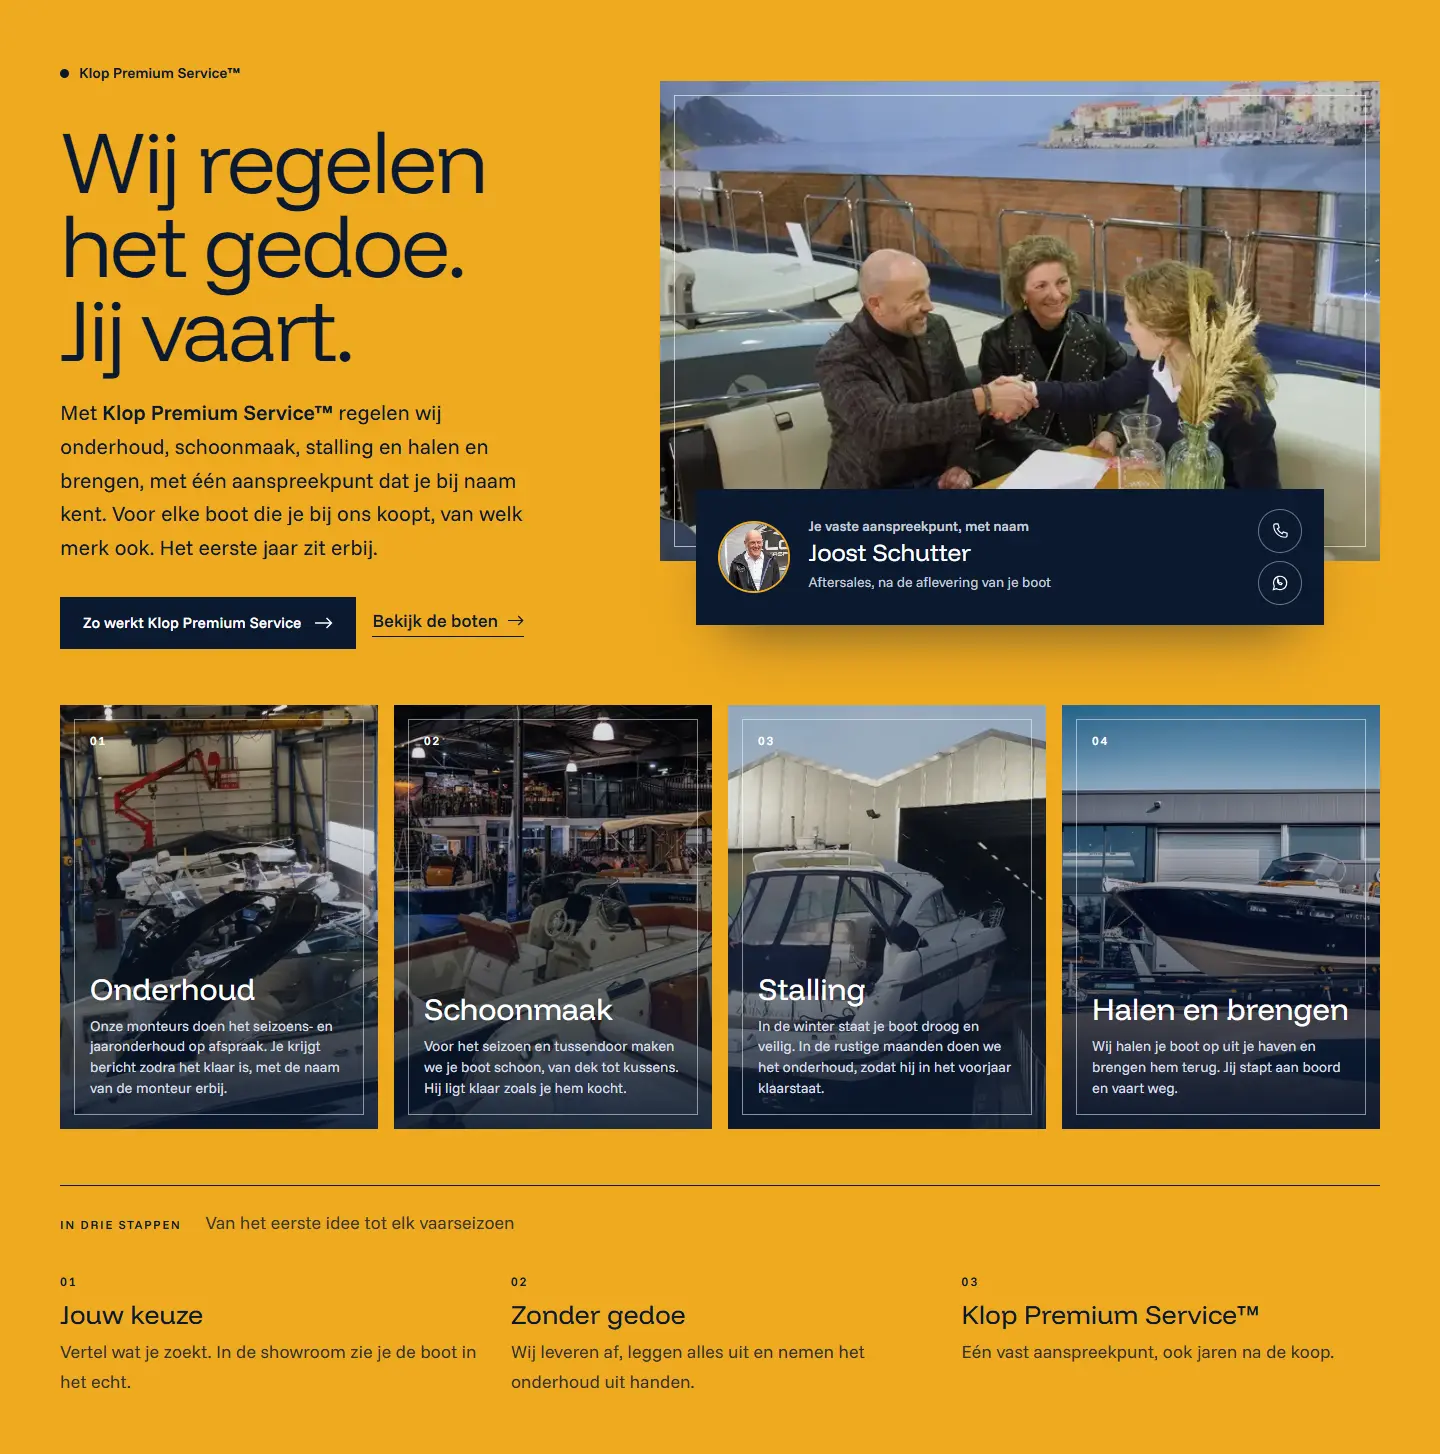 Klop Premium Service™
Wij regelen
het gedoe.
Jij vaart.
Met Klop Premium Service™ regelen wij
onderhoud, schoonmaak, stalling en halen en
brengen, met één aanspreekpunt dat je bij naam
kent. Voor elke boot die je bij ons koopt, van welk
merk ook. Het eerste jaar zit erbij.
Zo werkt Klop Premium Service
Bekijk de boten
Je vaste aanspreekpunt, met naam
Joost Schutter
Aftersales, na de aflevering van je boot
01
Onderhoud
Onze monteurs doen het seizoens- en
jaaronderhoud op afspraak. Je krijgt
bericht zodra het klaar is, met de naam
van de monteur erbij.
02
Schoonmaak
Voor het seizoen en tussendoor maken
we je boot schoon, van dek tot kussens.
Hij ligt klaar zoals je hem kocht.
03
Stalling
In de winter staat je boot droog en
veilig. In de rustige maanden doen we
het onderhoud, zodat hij in het voorjaar
klaarstaat.
04
Halen en brengen
Wij halen je boot op uit je haven en
brengen hem terug. Jij stapt aan boord
en vaart weg.
IN DRIE STAPPEN
Van het eerste idee tot elk vaarseizoen
01
Jouw keuze
Vertel wat je zoekt. In de showroom zie je de boot in
het echt.
02
Zonder gedoe
Wij leveren af, leggen alles uit en nemen het
onderhoud uit handen.
03
Klop Premium Service™
Eén vast aanspreekpunt, ook jaren na de koop.